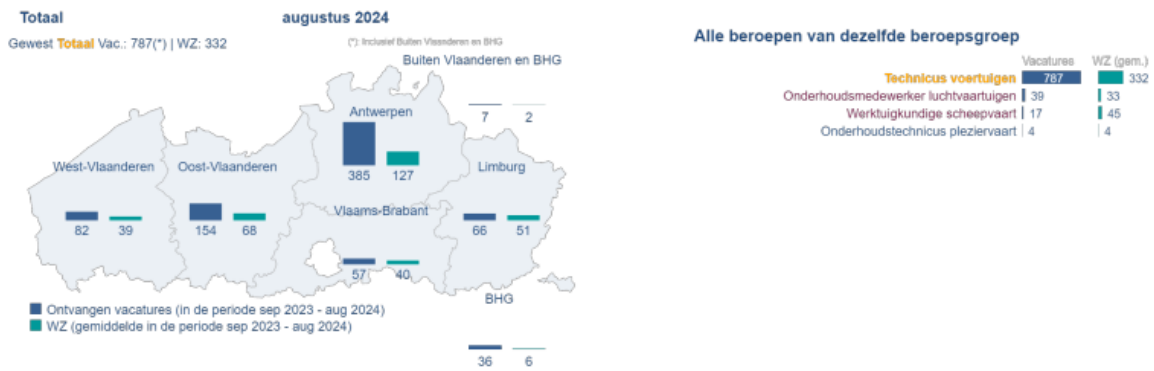 Totaal
augustus 2024
Gewest Totaal Vac.: 787(*) | WZ: 332
(*): Inclusief Buiten Vlaanderen en BHG
Buiten Vlaanderen en BHG
7 2
Antwerpen
385 127
West-Vlaanderen
82 39
Oost-Vlaanderen
154 68
Limburg
66 51
Vlaams-Brabant
57 40
BHG
36 6
Ontvangen vacatures (in de periode sep 2023 - aug 2024)
WZ (gemiddelde in de periode sep 2023 - aug 2024)
Alle beroepen van dezelfde beroepsgroep
Vacatures WZ (gem.)
Technicus voertuigen 787 332
Onderhoudsmedewerker luchtvaartuigen 39 33
Werktuigkundige scheepvaart 17 45
Onderhoudstechnicus pleziervaart 4 4